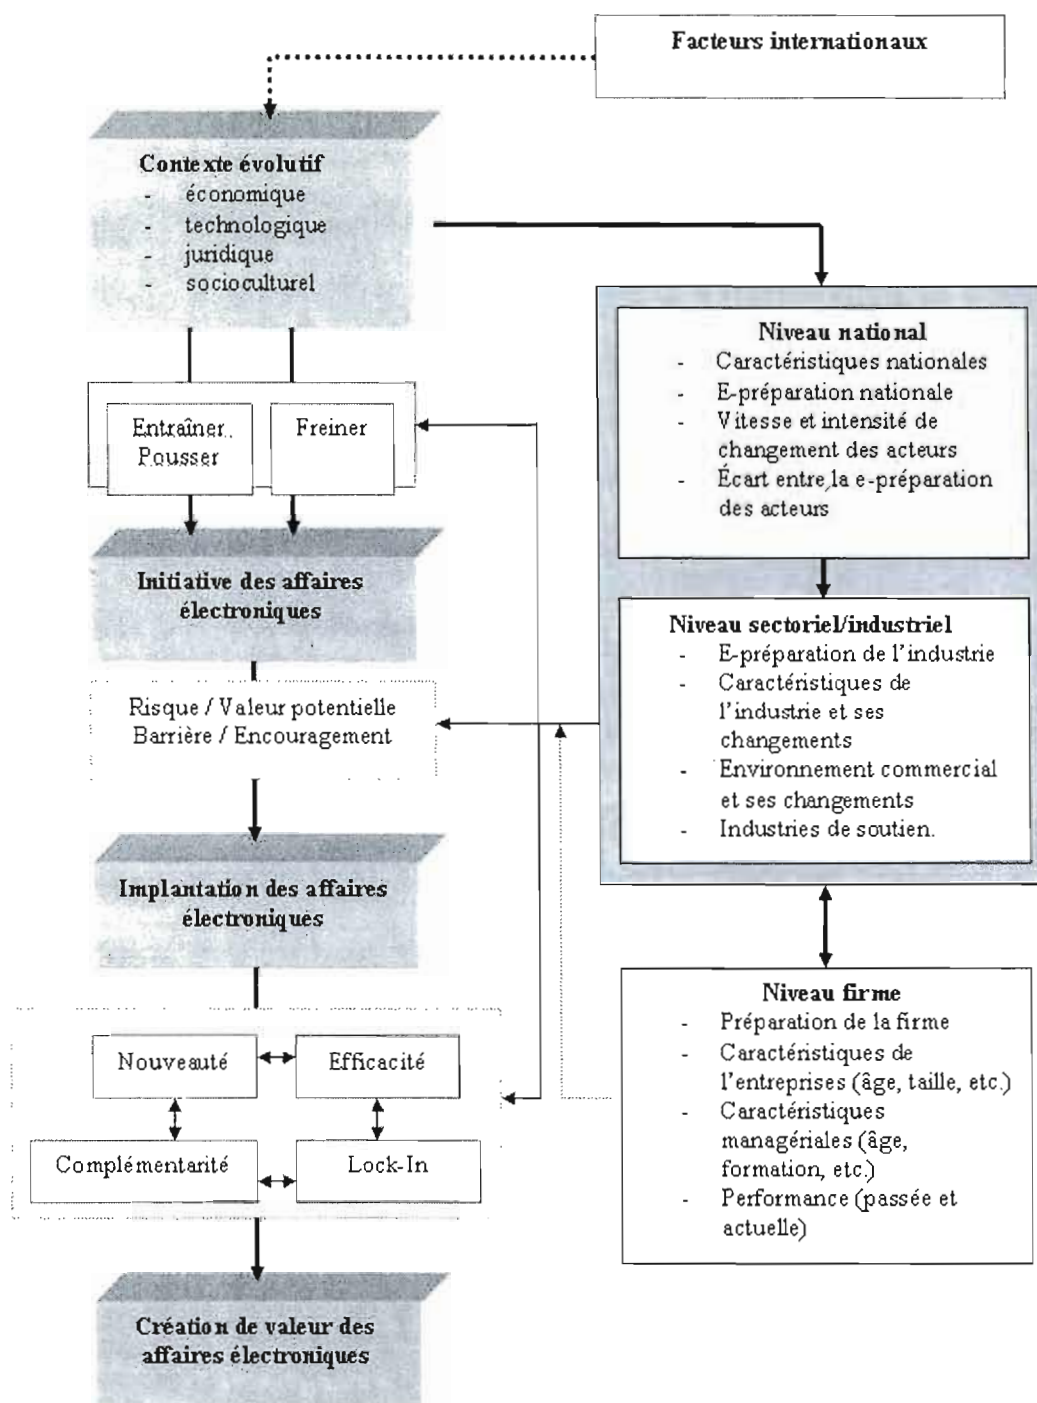 Facteurs internationaux
Contexte évolutif
- économique
- technologique
- juridique
- socioculturel
Entraîner,
Pousser
Freiner
Initiative des affaires
électroniques
Risque / Valeur potentielle
Barrière / Encouragement
Implantation des affaires
électroniques
Nouveauté
Efficacité
Complémentarité
Lock-In
Création de valeur des
affaires électroniques
Niveau national
- Caractéristiques nationales
- E-préparation nationale
- Vitesse et intensité de
changement des acteurs
- Écart entre la e-préparation
des acteurs
Niveau sectoriel/industriel
- E-préparation de l'industrie
- Caractéristiques de
l'industrie et ses
changements
- Environnement commercial
et ses changements
- Industries de soutien.
Niveau firme
- Préparation de la firme
- Caractéristiques de
l'entreprises (âge, taille, etc.)
- Caractéristiques
managériales (âge,
formation, etc.)
- Performance (passée et
actuelle)